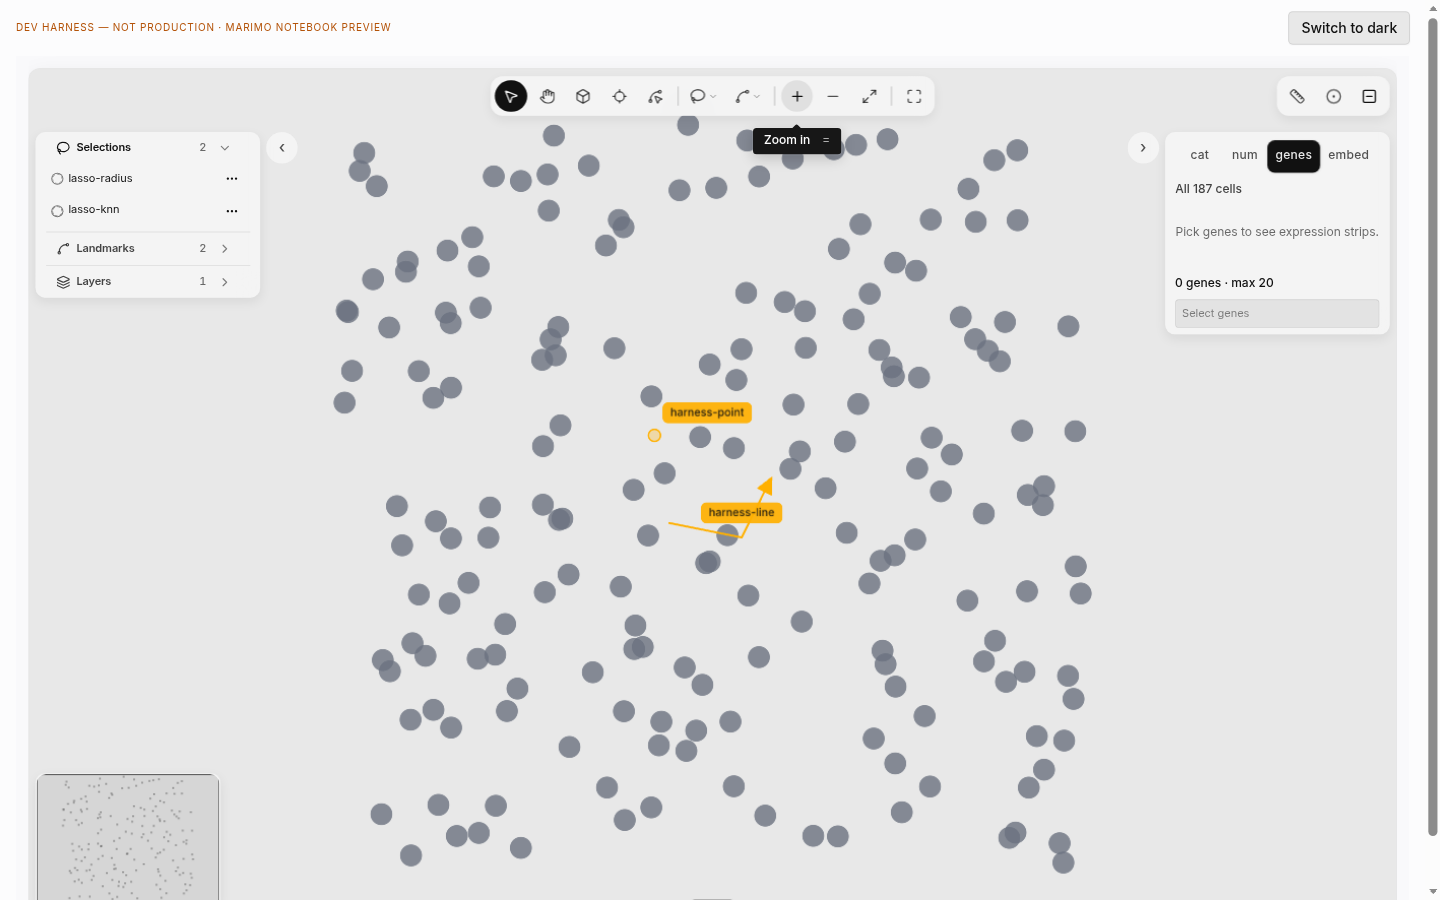 DEV HARNESS — NOT PRODUCTION · MARIMO NOTEBOOK PREVIEW
Switch to dark
Zoom in =
Selections 2
lasso-radius
lasso-knn
Landmarks 2
Layers 1
cat num genes embed
All 187 cells
Pick genes to see expression strips.
0 genes · max 20
Select genes
harness-point
harness-line